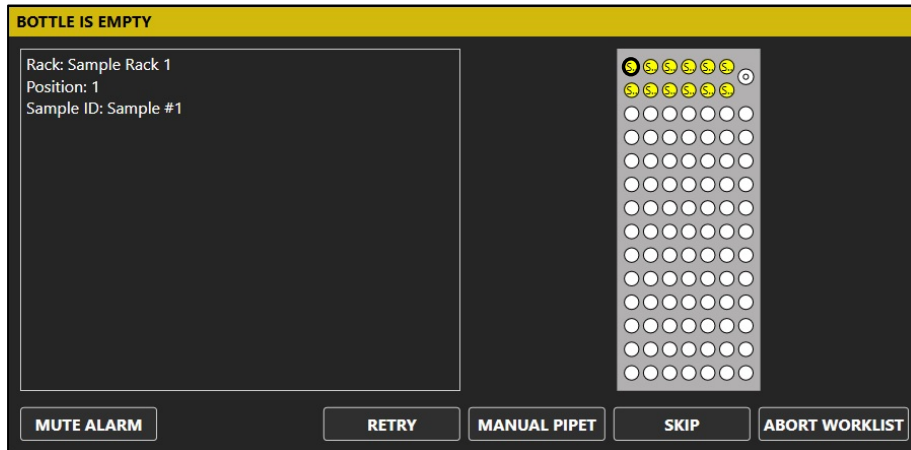 BOTTLE IS EMPTY
Rack: Sample Rack 1
Position: 1
Sample ID: Sample #1
S... S... S... S... S... S...
S... S... S... S... S... S...
MUTE ALARM RETRY MANUAL PIPET SKIP ABORT WORKLIST